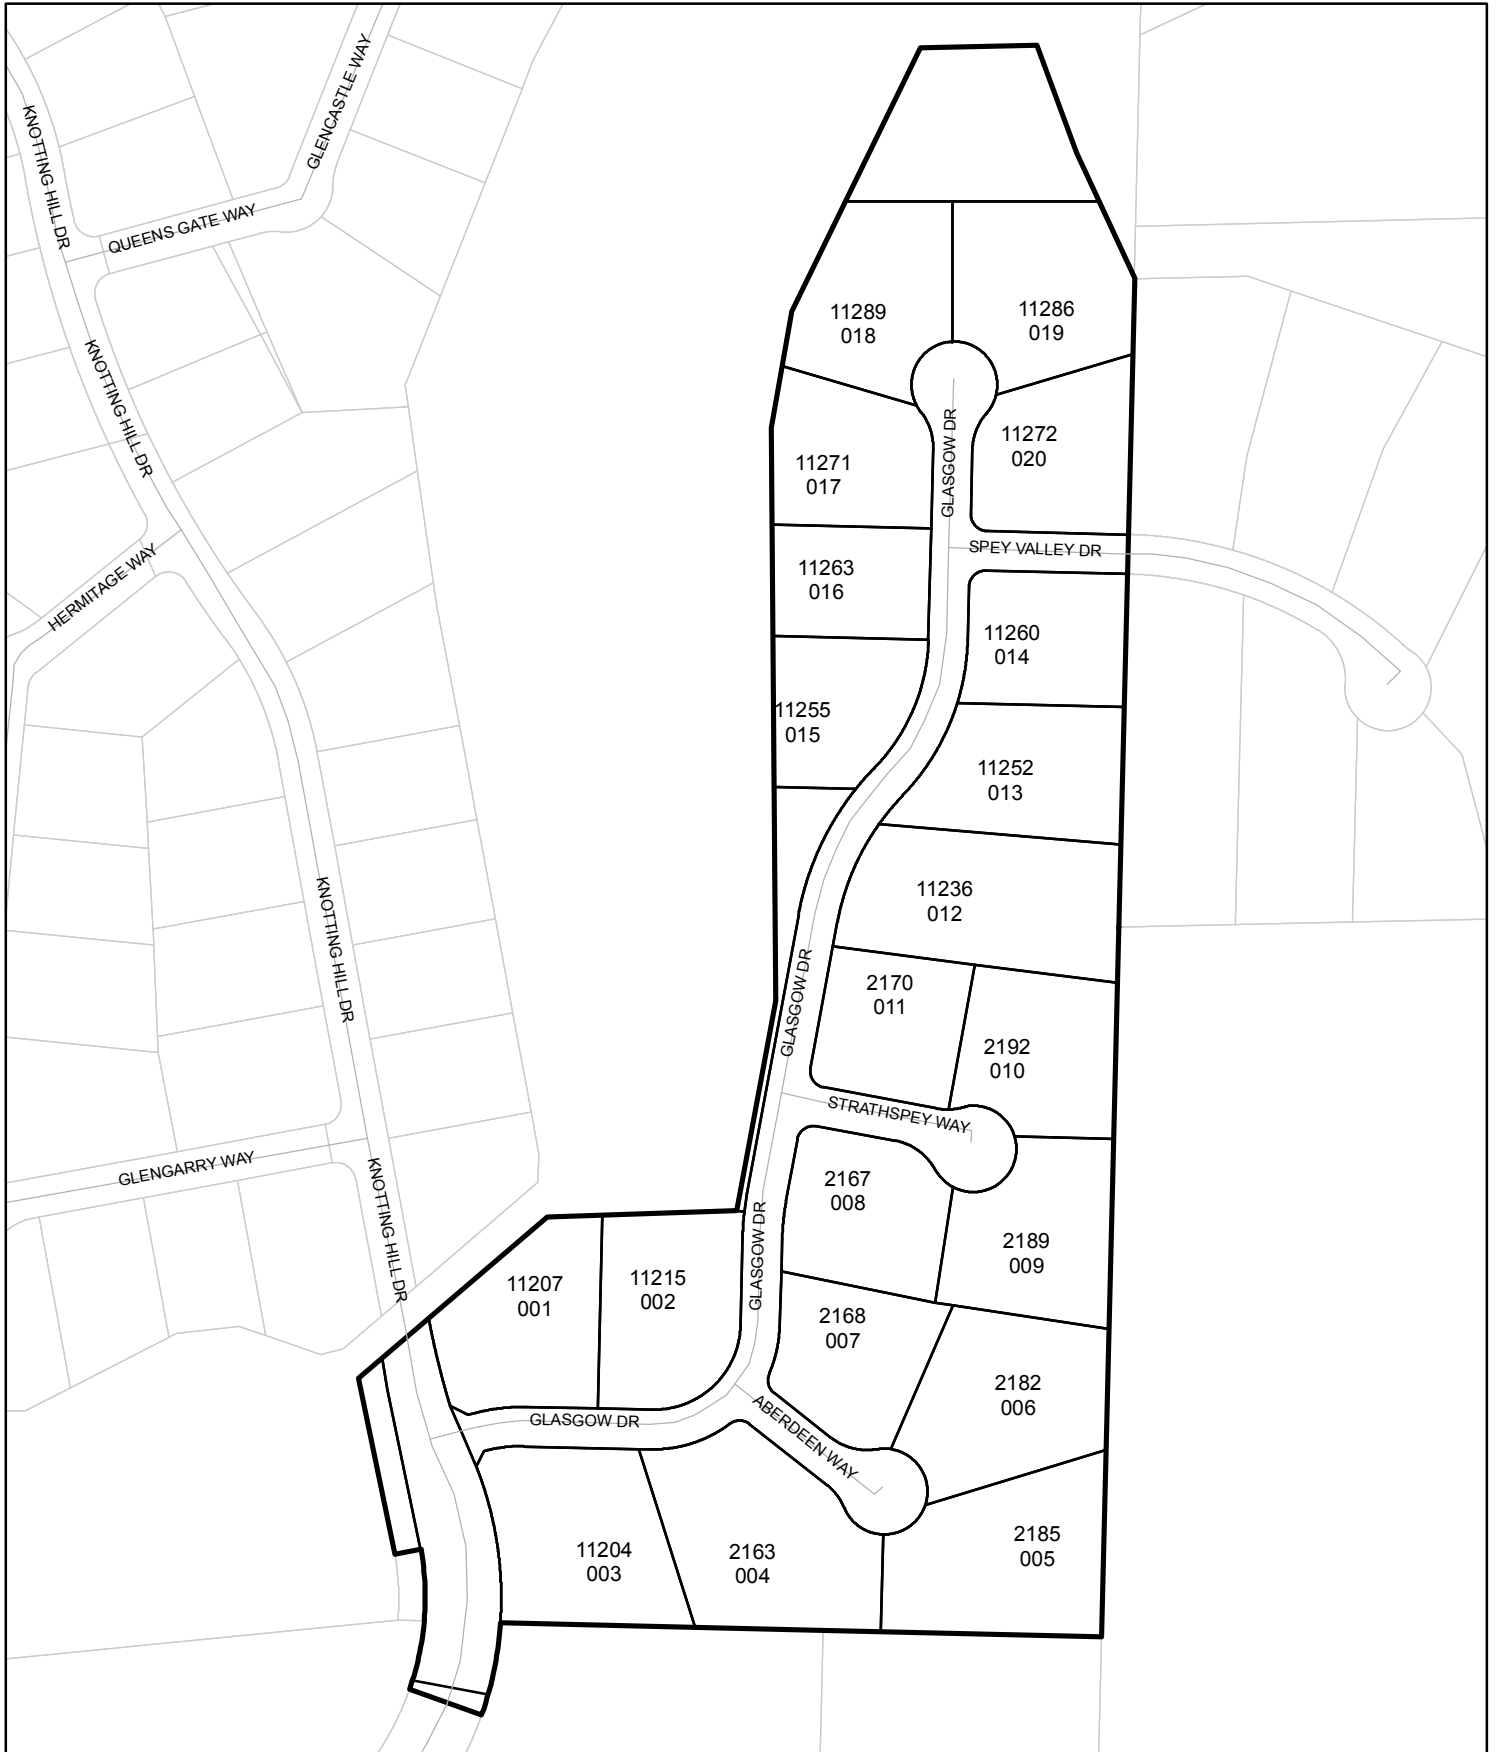 GLENCASTLE WAY
KNOTTING HILL DR
QUEENS GATE WAY
11289
018
11286
019
KNOTTING HILL DR
GLASGOW DR
11272
020
11271
017
SPEY VALLEY DR
HERMITAGE WAY
11263
016
11260
014
11255
015
11252
013
11236
012
KNOTTING HILL DR
GLASGOW DR
2170
011
2192
010
STRATHSPEY WAY
GLENGARRY WAY
KNOTTING HILL DR
2167
008
GLASGOW DR
2189
009
11207
001
11215
002
2168
007
2182
006
GLASGOW DR
ABERDEEN WAY
11204
003
2163
004
2185
005